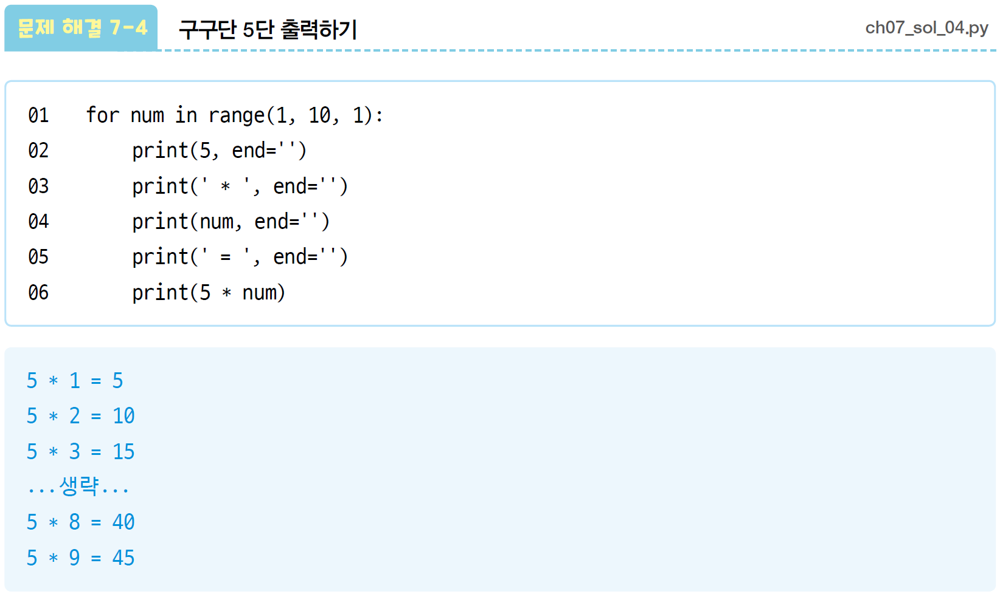 문제 해결 7-4 구구단 5단 출력하기 ch07_sol_04.py
01 for num in range(1, 10, 1):
02     print(5, end='')
03     print(' * ', end='')
04     print(num, end='')
05     print(' = ', end='')
06     print(5 * num)
5 * 1 = 5
5 * 2 = 10
5 * 3 = 15
...생략...
5 * 8 = 40
5 * 9 = 45